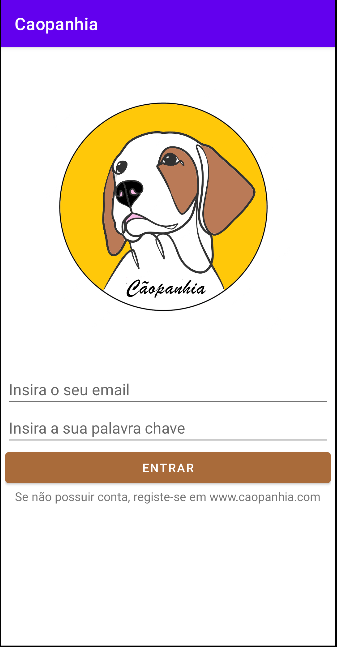 Caopanhia
Cãopanhia
Insira o seu email
Insira a sua palavra chave
ENTRAR
Se não possuir conta, registe-se em www.caopanhia.com